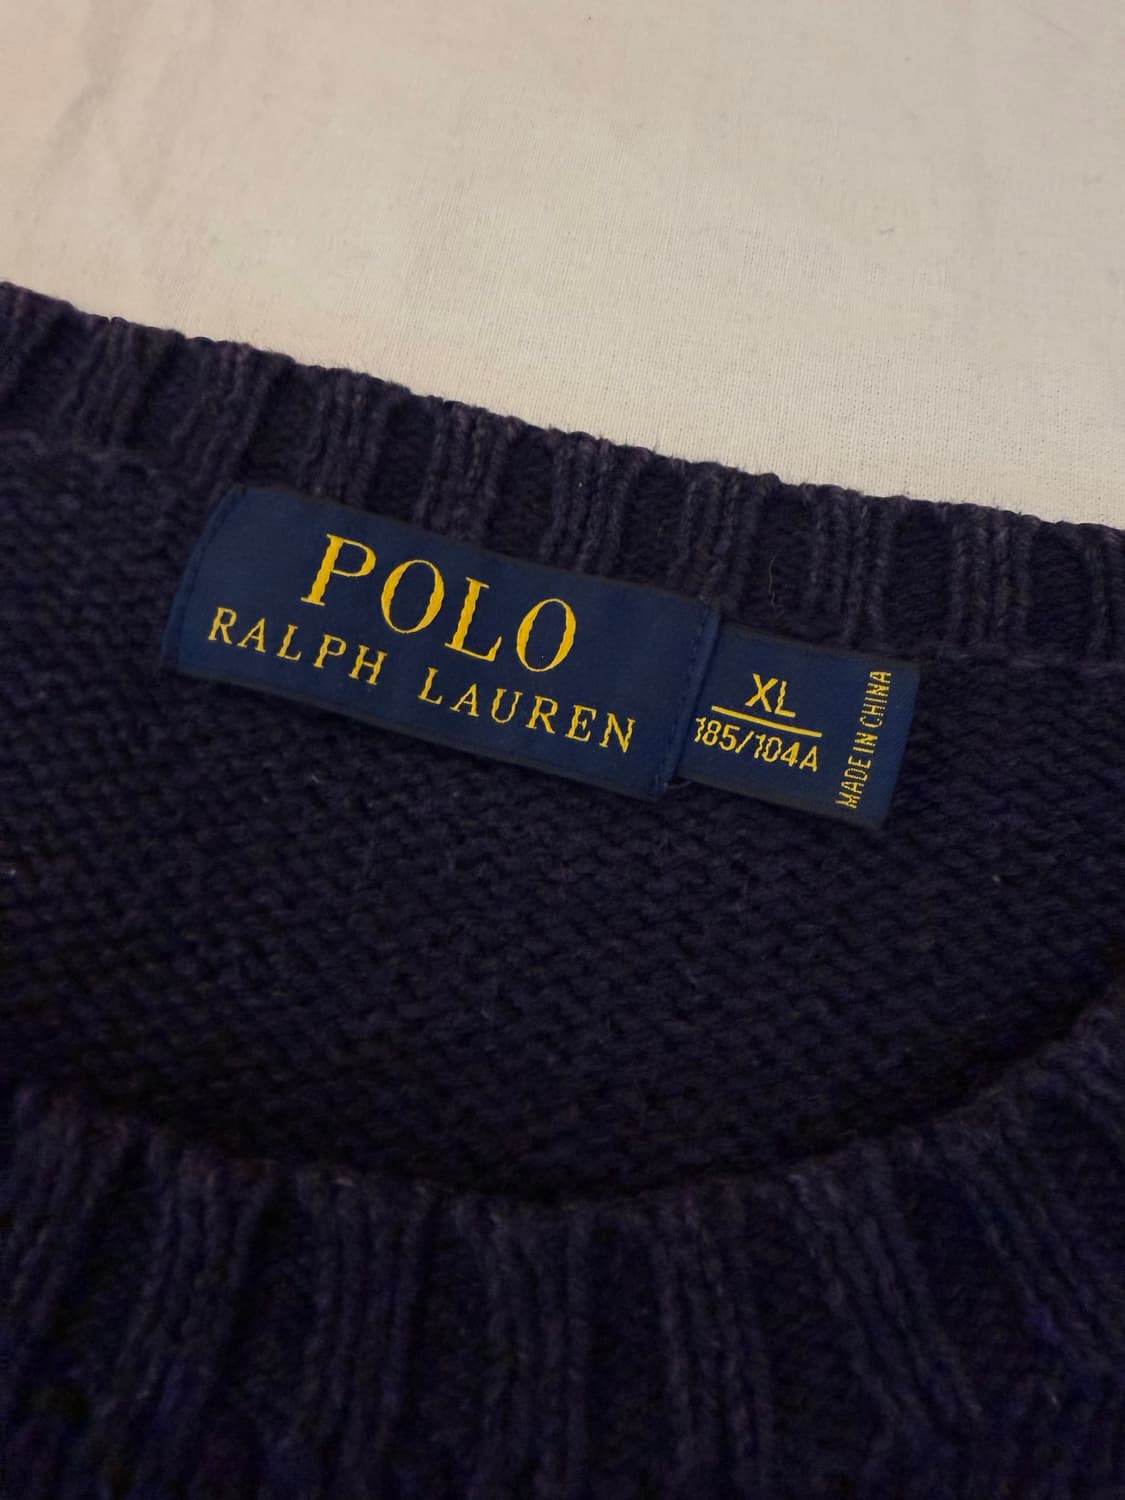 POLO
RALPH LAUREN
XL
185/104A
MADE IN CHINA